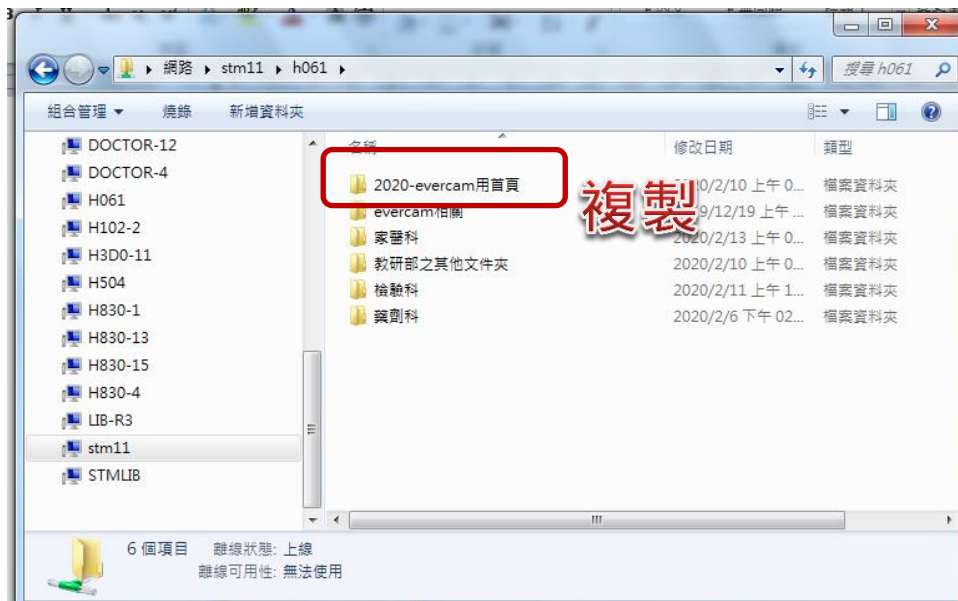 網路 ▸ stm11 ▸ h061 ▸
搜尋 h061
組合管理 燒錄 新增資料夾
DOCTOR-12
DOCTOR-4
H061
H102-2
H3D0-11
H504
H830-1
H830-13
H830-15
H830-4
LIB-R3
stm11
STMLIB
名稱 修改日期 類型
2020-evercam用首頁 0/2/10 上午 0... 檔案資料夾
evercam相關 9/12/19 上午 ... 檔案資料夾
家醫科 2020/2/13 上午 0... 檔案資料夾
教研部之其他文件夾 2020/2/10 上午 0... 檔案資料夾
檢驗科 2020/2/11 上午 1... 檔案資料夾
藥劑科 2020/2/6 下午 02... 檔案資料夾
複製
6 個項目 離線狀態: 上線
離線可用性: 無法使用